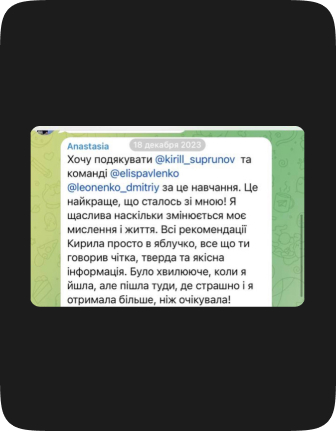 Anastasia
18 декабря 2023
Хочу подякувати @kirill_suprunov та
команді @elispavlenko
@leonenko_dmitriy за це навчання. Це
найкраще, що сталось зі мною! Я
щаслива наскільки змінюється моє
мислення і життя. Всі рекомендації
Кирила просто в яблучко, все що ти
говорив чітка, тверда та якісна
інформація. Було хвилююче, коли я
йшла, але пішла туди, де страшно і я
отримала більше, ніж очікувала!